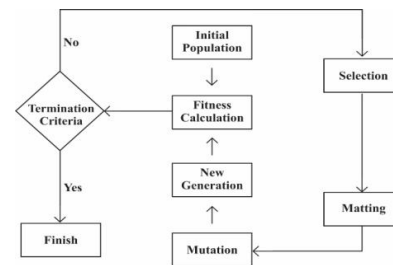 No
Initial
Population
Selection
Termination
Criteria
Fitness
Calculation
Yes
New
Generation
Matting
Finish
Mutation